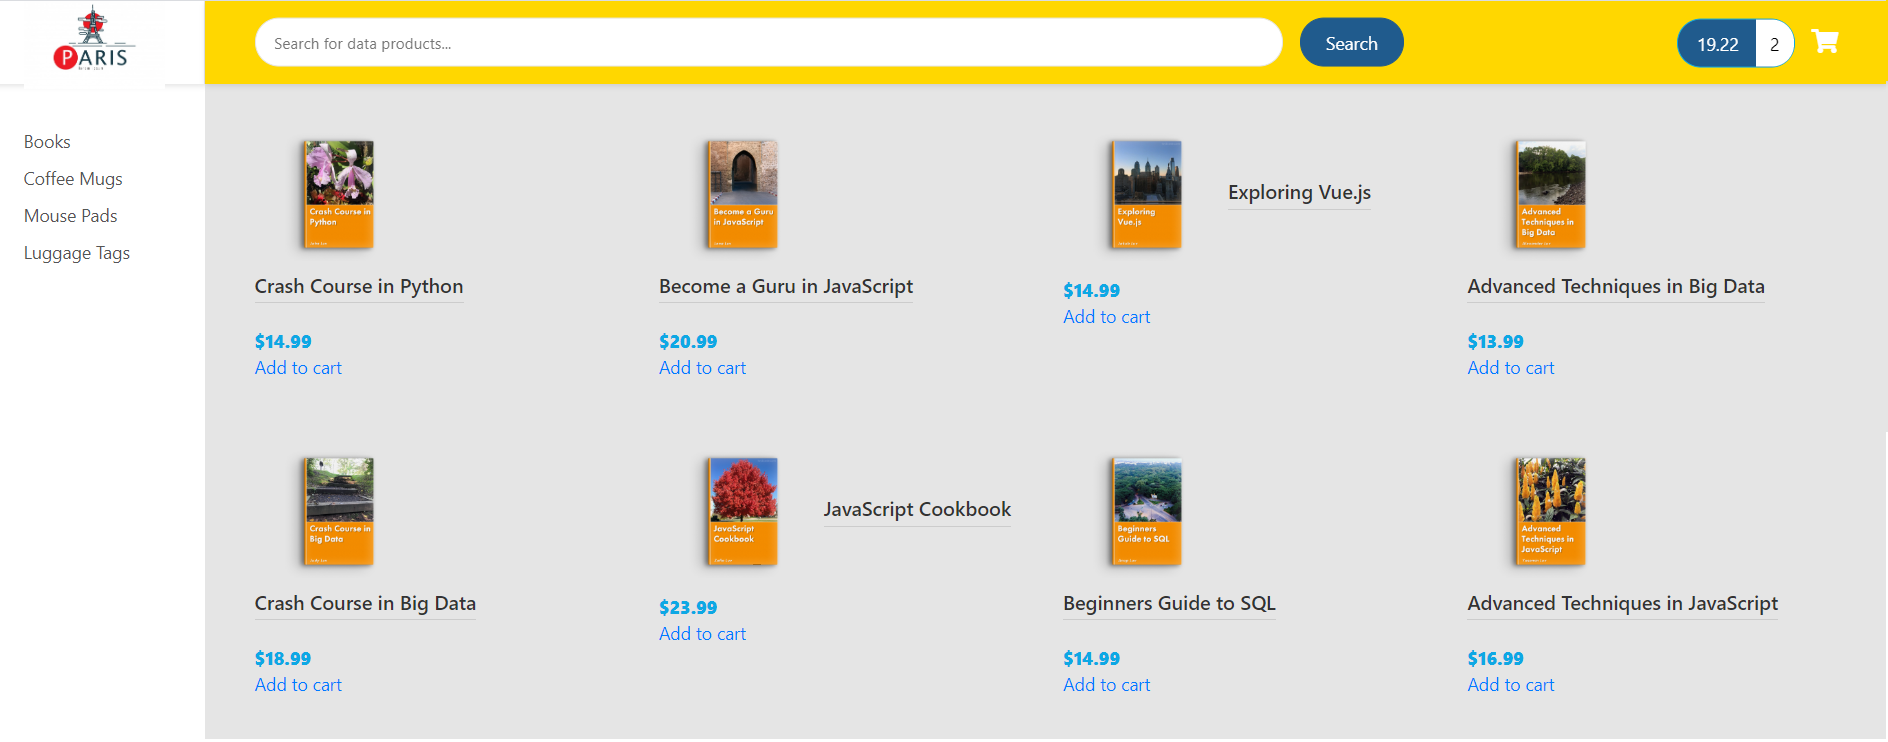 PARIS
Search for data products...
Search
19.22
2
Books
Coffee Mugs
Mouse Pads
Luggage Tags
Crash Course in
Python
Crash Course in Python
$14.99
Add to cart
Become a Guru
in JavaScript
Become a Guru in JavaScript
$20.99
Add to cart
Exploring
Vue.js
Exploring Vue.js
$14.99
Add to cart
Advanced
Techniques in
Big Data
Advanced Techniques in Big Data
$13.99
Add to cart
Crash Course in
Big Data
Crash Course in Big Data
$18.99
Add to cart
JavaScript
Cookbook
JavaScript Cookbook
$23.99
Add to cart
Beginners
Guide to SQL
Beginners Guide to SQL
$14.99
Add to cart
Advanced
Techniques in
JavaScript
Advanced Techniques in JavaScript
$16.99
Add to cart